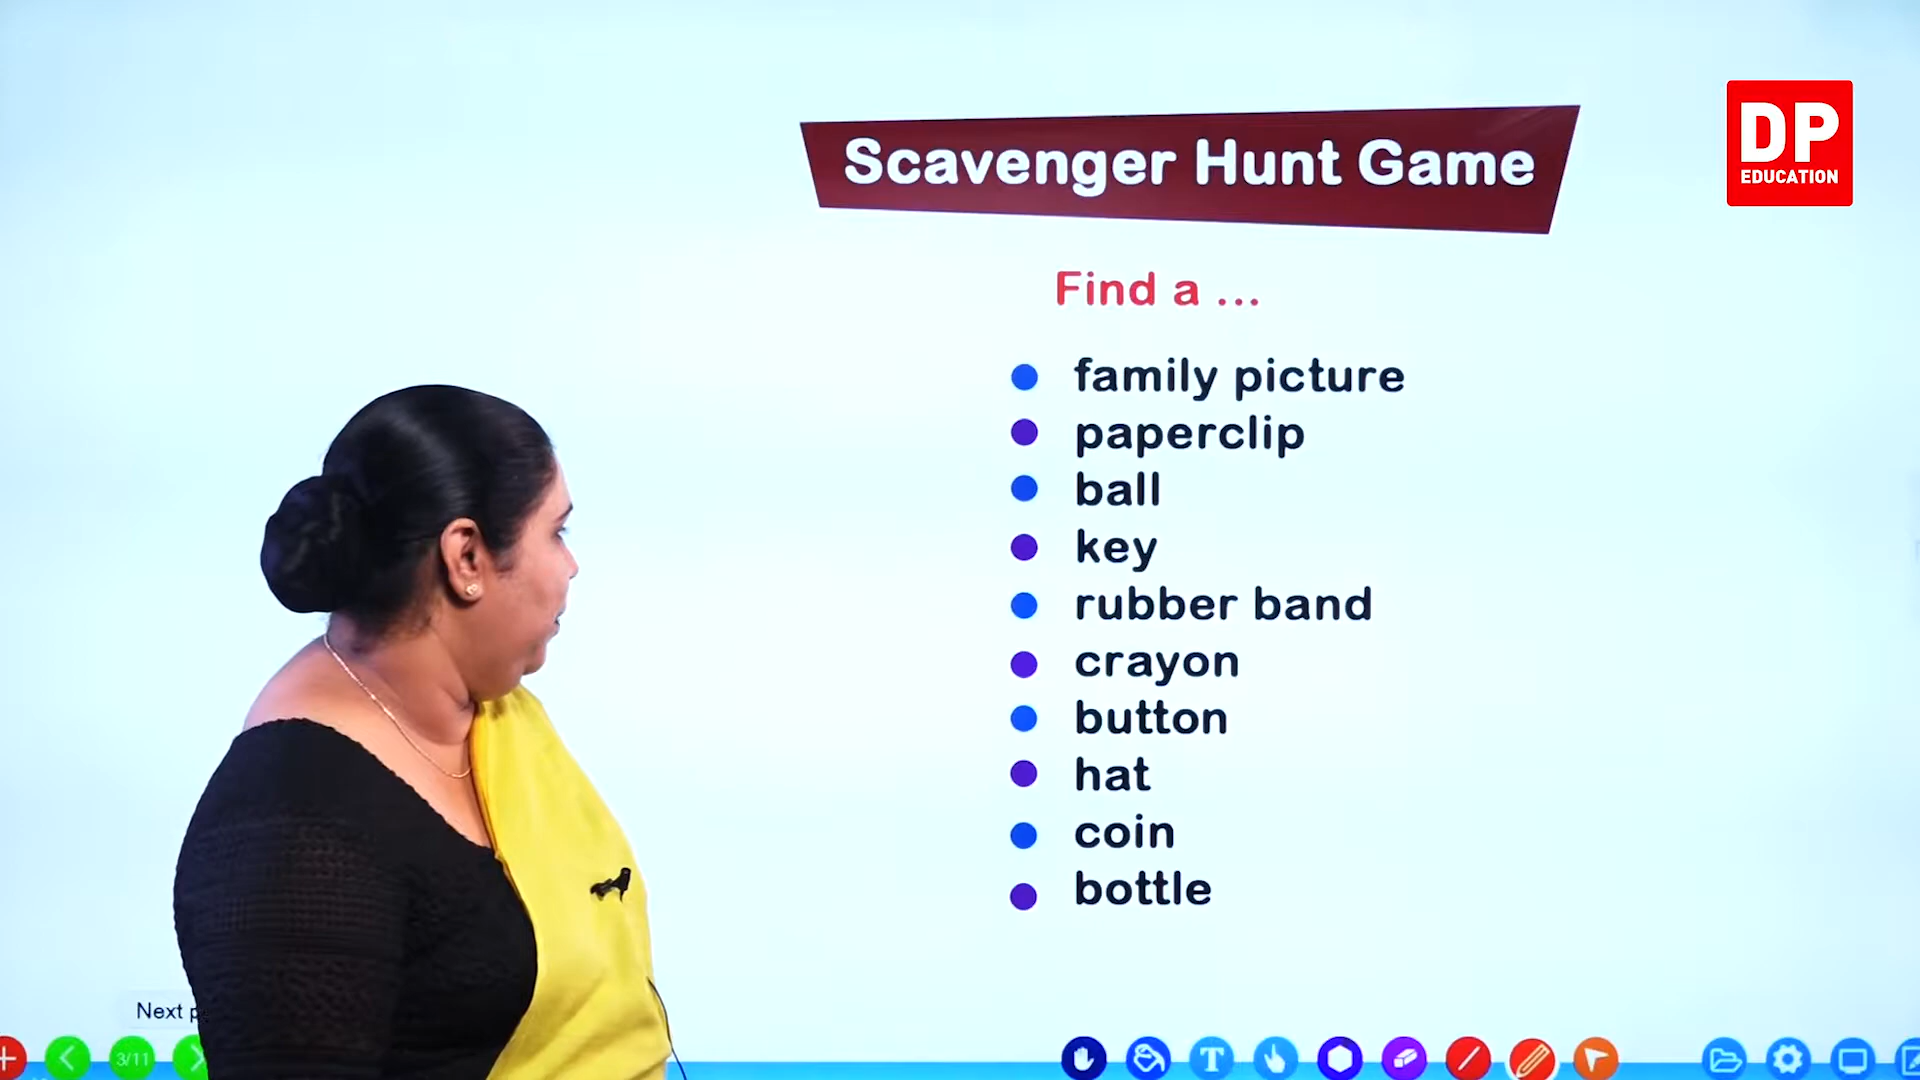 Scavenger Hunt Game
DP
EDUCATION
Find a ...
family picture
paperclip
ball
key
rubber band
crayon
button
hat
coin
bottle
Next
3/11
T